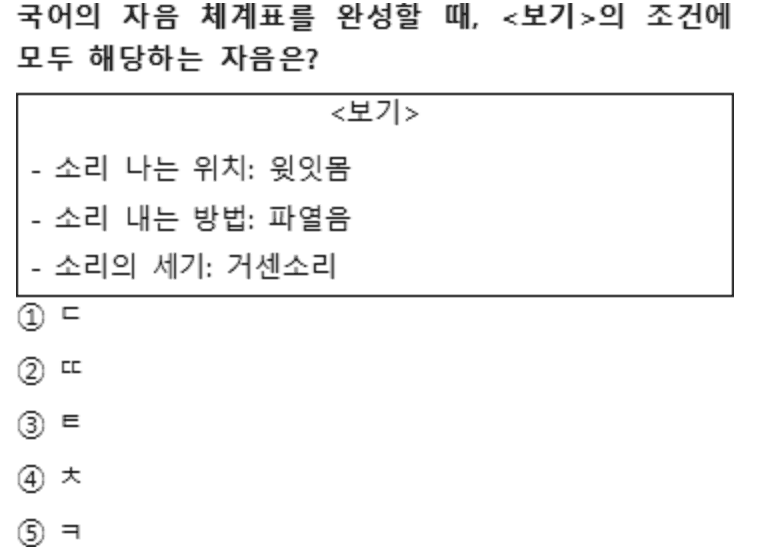 국어의 자음 체계표를 완성할 때, <보기>의 조건에
모두 해당하는 자음은?
<보기>
- 소리 나는 위치: 윗잇몸
- 소리 내는 방법: 파열음
- 소리의 세기: 거센소리
① ㄷ
② ㄸ
③ ㅌ
④ ㅊ
⑤ ㅋ